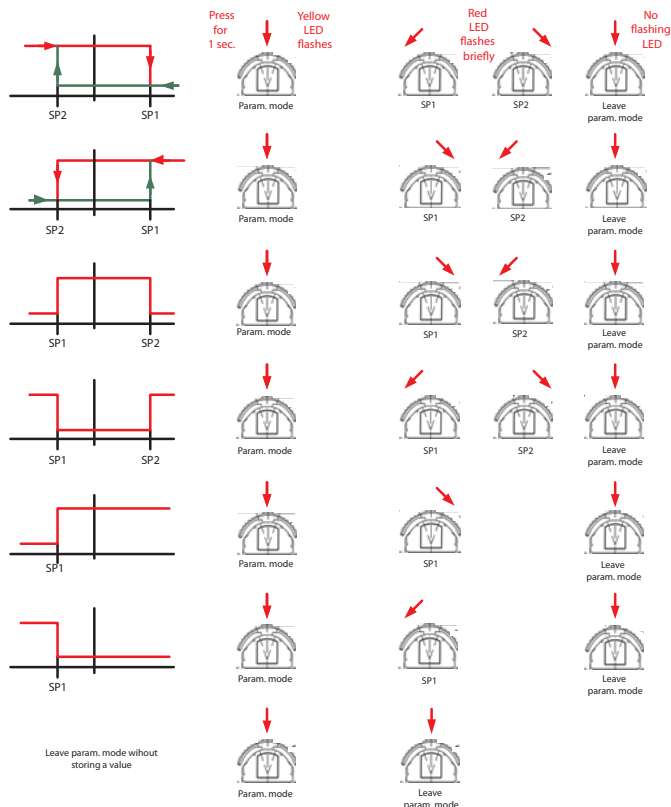 Press
for
1 sec.
Yellow
LED
flashes
Red
LED
flashes
briefly
No
flashing
LED
SP2
SP1
Param. mode
SP1
SP2
Leave
param. mode
SP2
SP1
Param. mode
SP1
SP2
Leave
param. mode
SP1
SP2
Param. mode
SP1
SP2
Leave
param. mode
SP1
SP2
Param. mode
SP1
SP2
Leave
param. mode
SP1
Param. mode
SP1
Leave
param. mode
SP1
Param. mode
SP1
Leave
param. mode
Leave param. mode wihout
storing a value
Param. mode
Leave
param. mode